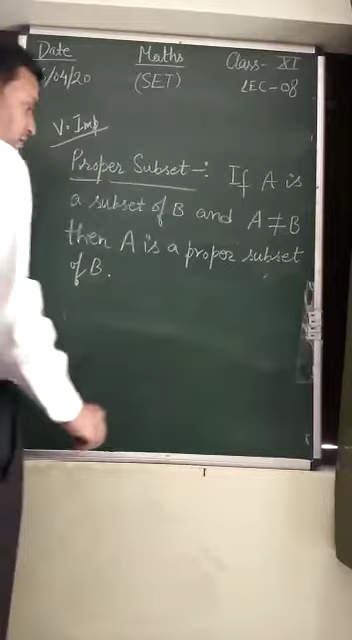 Date Maths Class- XI
/04/20 (SET) LEC-08
V. Imp
Proper Subset-: If A is
a subset of B and A ≠ B
then A is a proper subset
of B.